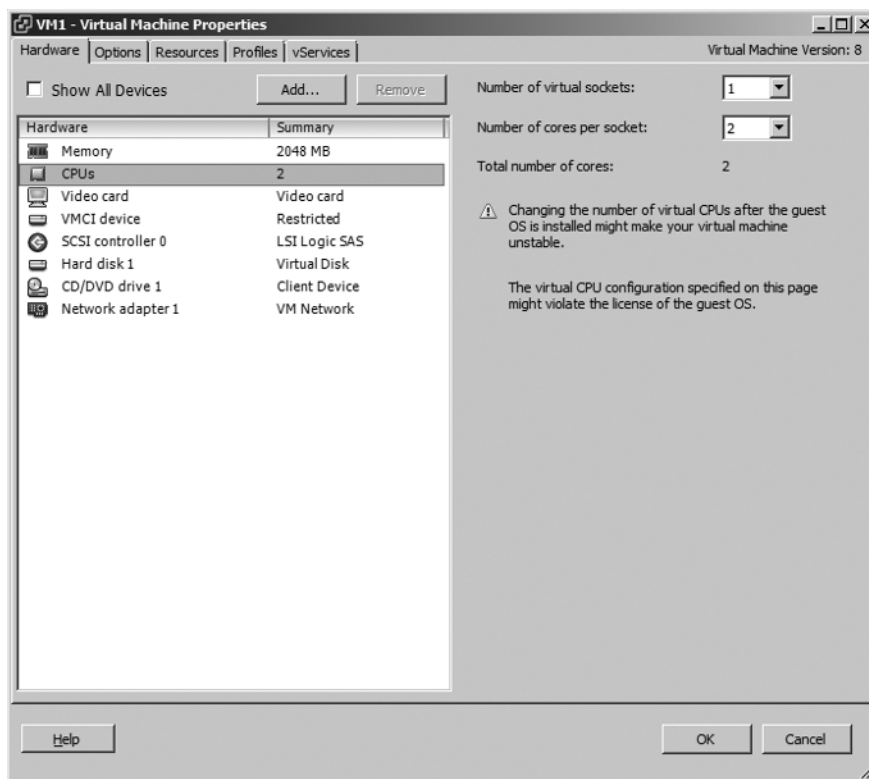 VM1 - Virtual Machine Properties
Hardware Options Resources Profiles vServices Virtual Machine Version: 8
Show All Devices Add... Remove
Hardware Summary
Memory 2048 MB
CPUs 2
Video card Video card
VMCI device Restricted
SCSI controller 0 LSI Logic SAS
Hard disk 1 Virtual Disk
CD/DVD drive 1 Client Device
Network adapter 1 VM Network
Number of virtual sockets: 1
Number of cores per socket: 2
Total number of cores: 2
Changing the number of virtual CPUs after the guest
OS is installed might make your virtual machine
unstable.
The virtual CPU configuration specified on this page
might violate the license of the guest OS.
Help OK Cancel